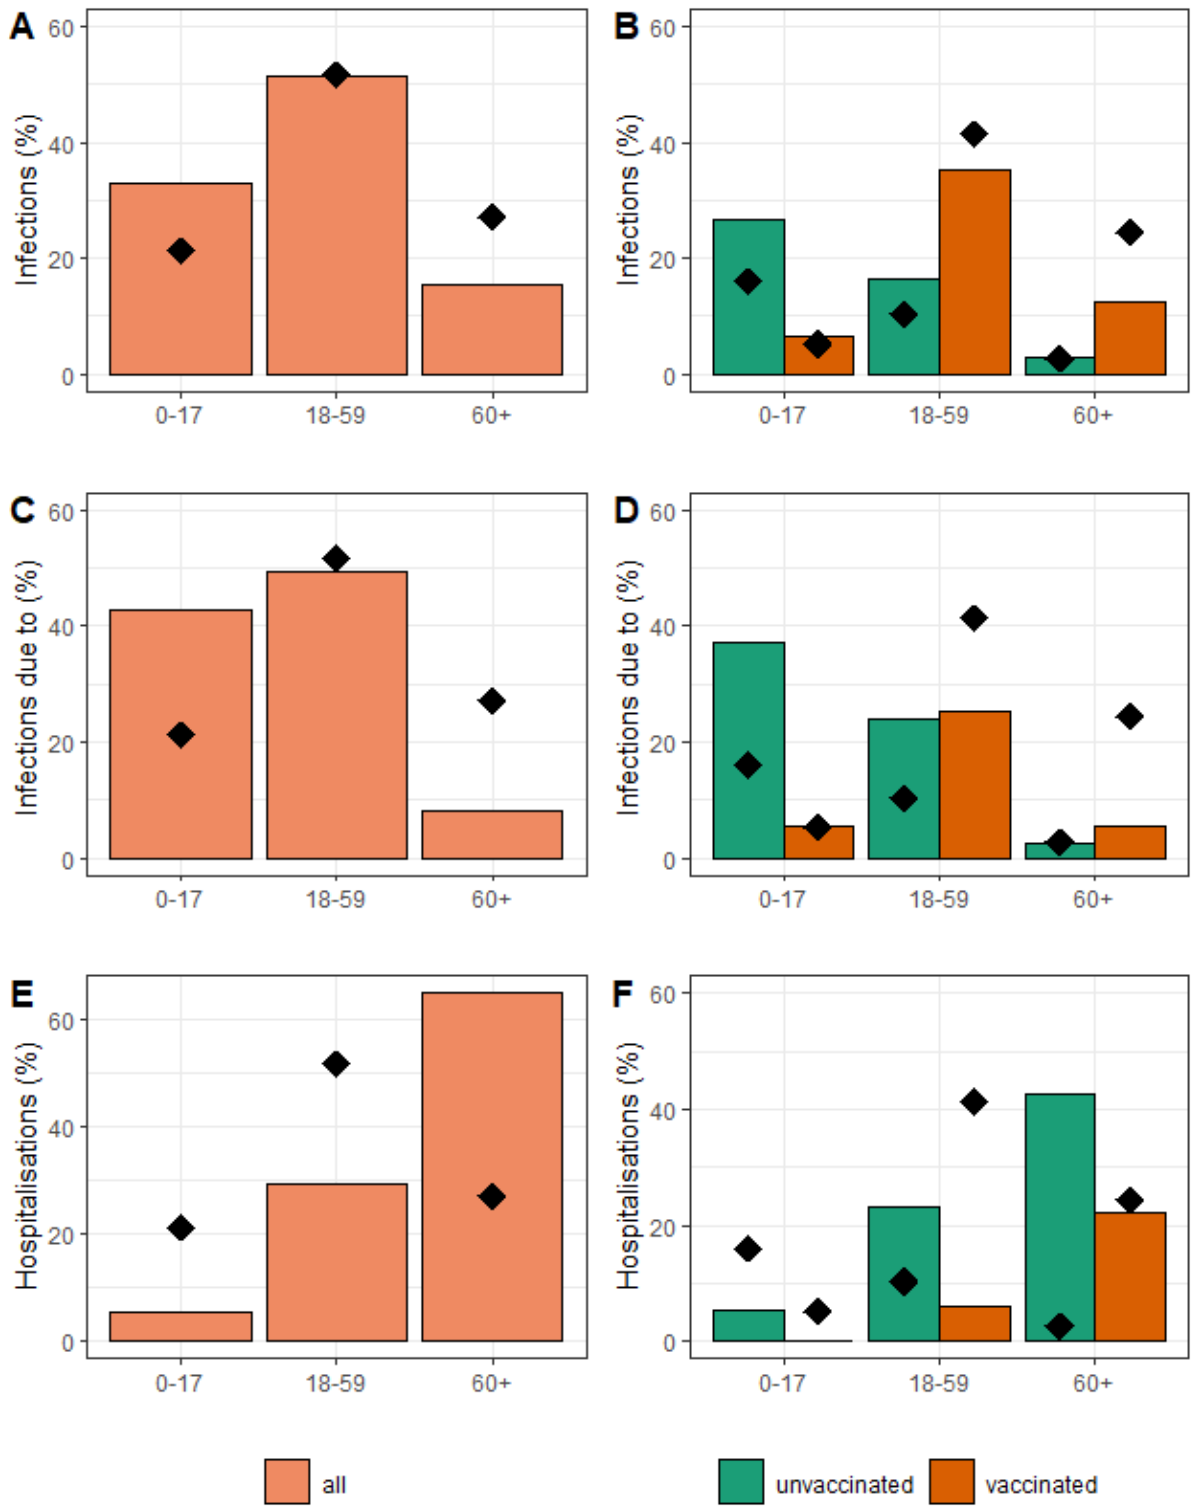 A
B
Infections (%)
60
40
20
0
0-17
18-59
60+
Infections (%)
60
40
20
0
0-17
18-59
60+
C
D
Infections due to (%)
60
40
20
0
0-17
18-59
60+
Infections due to (%)
60
40
20
0
0-17
18-59
60+
E
F
Hospitalisations (%)
60
40
20
0
0-17
18-59
60+
Hospitalisations (%)
60
40
20
0
0-17
18-59
60+
all
unvaccinated
vaccinated